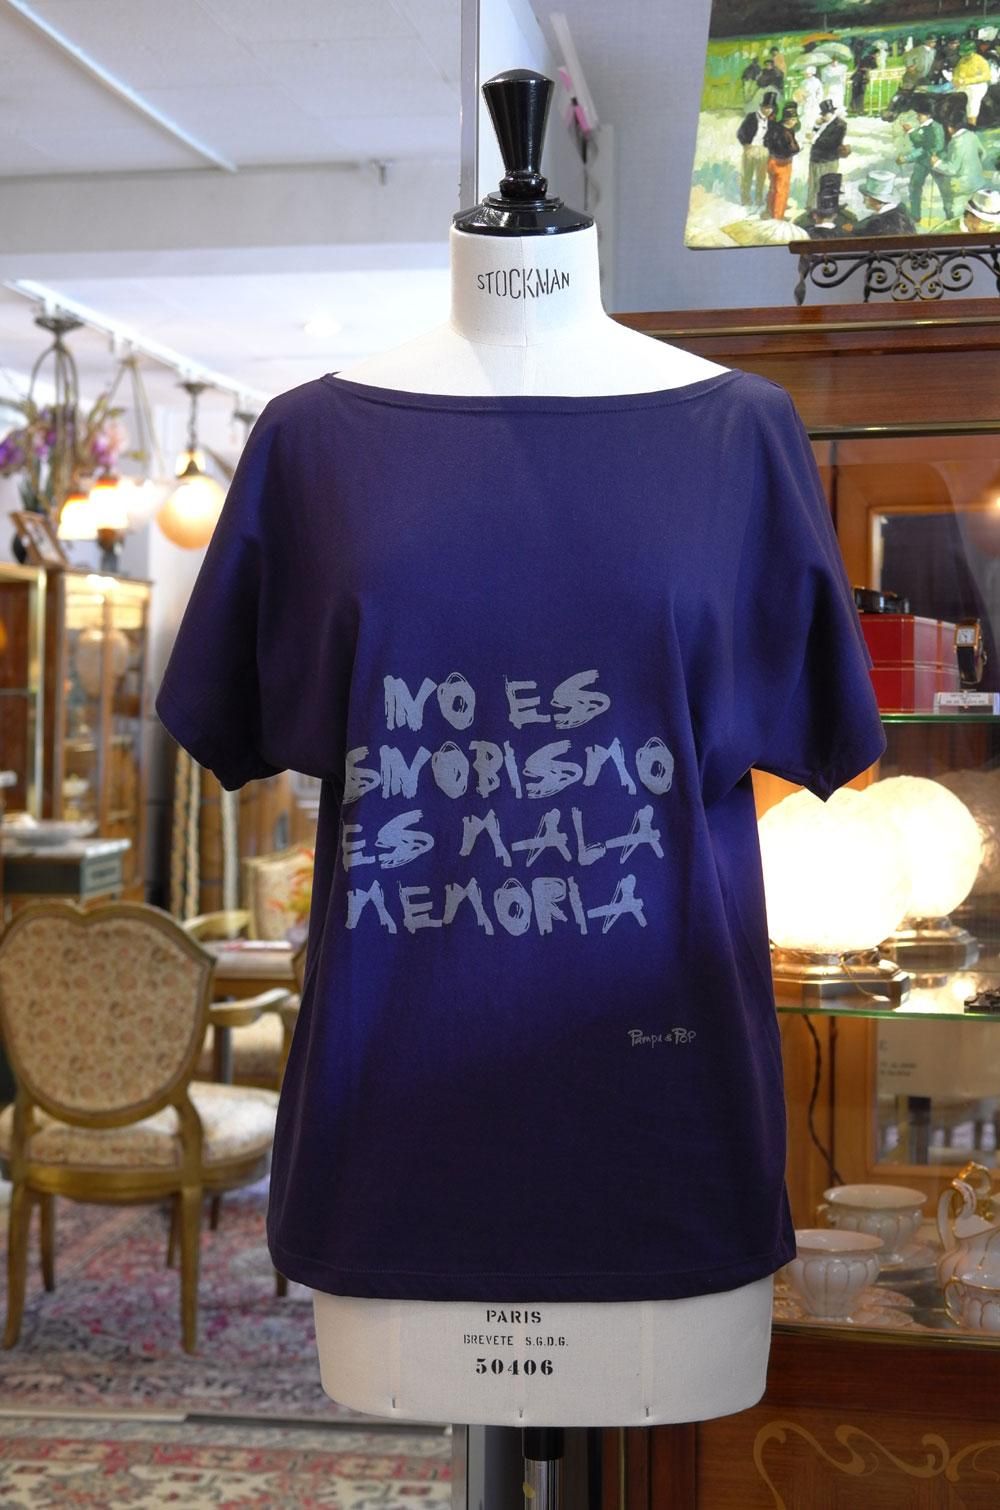 STOCKMAN
NO ES
SNOBISMO
ES MALA
MEMORIA
Pampa & Pop
PARIS
BREVETE S.G.D.G.
50406